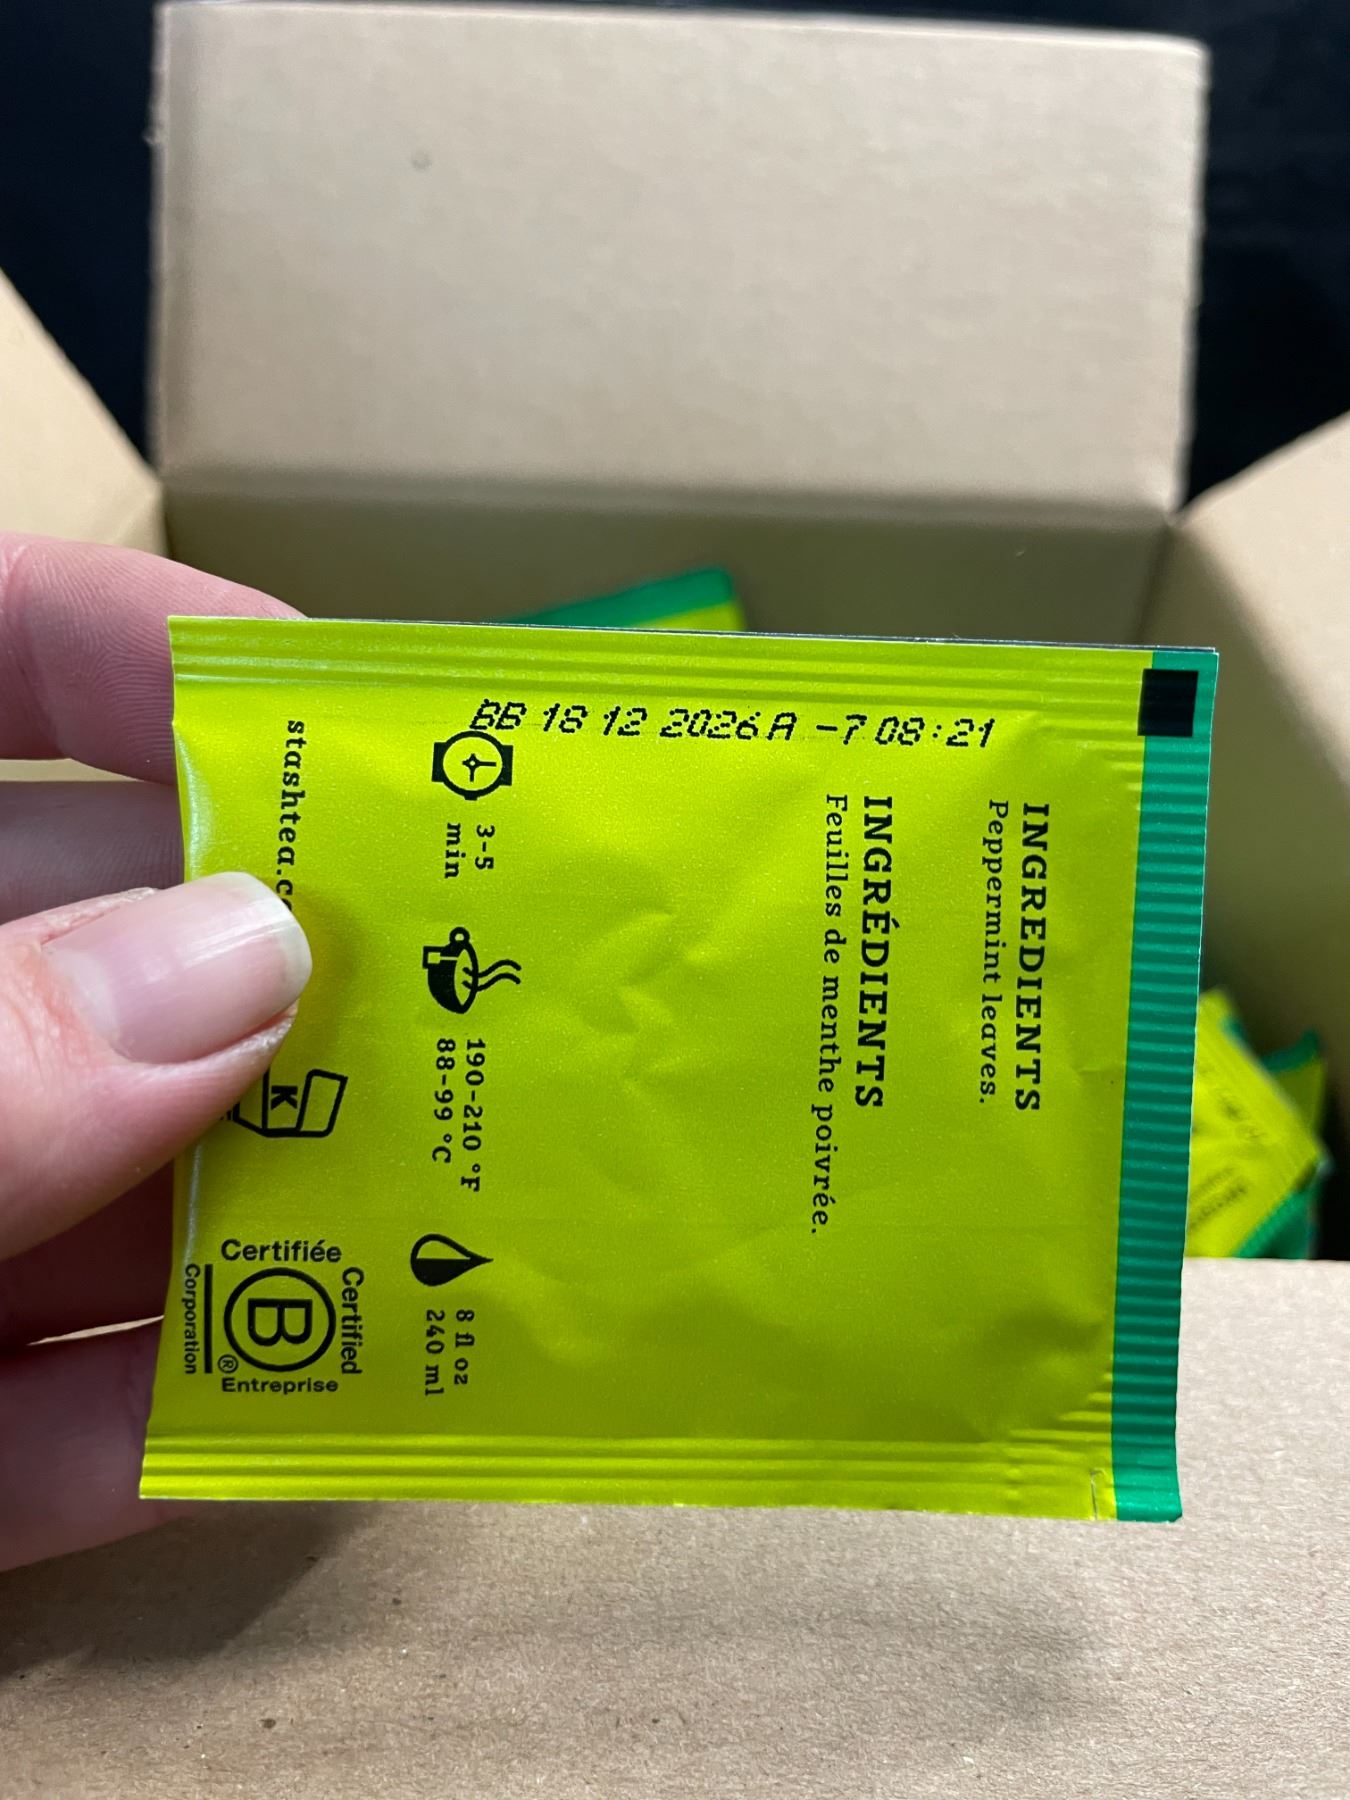 BB 18 12 2026 A -7 08:21
INGREDIENTS
Peppermint leaves.
INGRÉDIENTS
Feuilles de menthe poivrée.
3-5
min
190-210 °F
88-99 °C
8 fl oz
240 ml
stashtea.c
K
Certifiée
Certified
B
®
Corporation
Entreprise